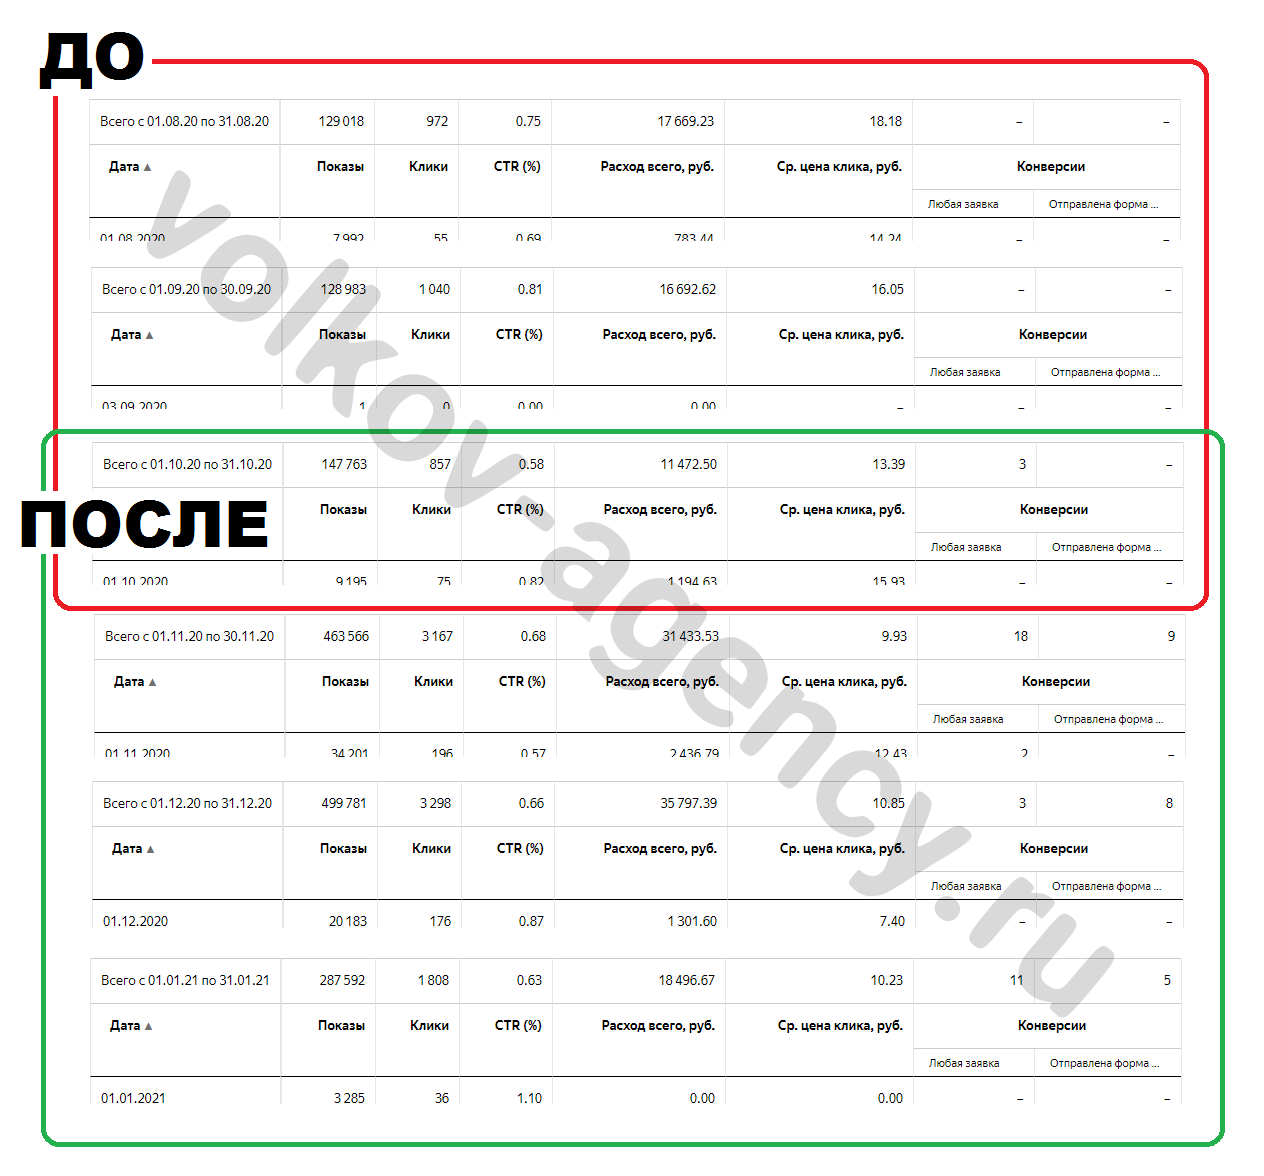 ДО
Всего с 01.08.20 по 31.08.20 129 018 972 0.75 17 669.23 18.18 – –
Дата ▲ Показы Клики CTR (%) Расход всего, руб. Ср. цена клика, руб. Конверсии
Любая заявка Отправлена форма ...
01.08.2020 7 992 55 0.69 783.44 14.24 – –
Всего с 01.09.20 по 30.09.20 128 983 1 040 0.81 16 692.62 16.05 – –
Дата ▲ Показы Клики CTR (%) Расход всего, руб. Ср. цена клика, руб. Конверсии
Любая заявка Отправлена форма ...
03.09.2020 1 0 0.00 0.00 – – –
Всего с 01.10.20 по 31.10.20 147 763 857 0.58 11 472.50 13.39 3 –
ПОСЛЕ
Показы Клики CTR (%) Расход всего, руб. Ср. цена клика, руб. Конверсии
Любая заявка Отправлена форма ...
01.10.2020 9 195 75 0.82 1 194.63 15.93 – –
Всего с 01.11.20 по 30.11.20 463 566 3 167 0.68 31 433.53 9.93 18 9
Дата ▲ Показы Клики CTR (%) Расход всего, руб. Ср. цена клика, руб. Конверсии
Любая заявка Отправлена форма ...
01.11.2020 34 201 196 0.57 2 436.79 12.43 2 –
Всего с 01.12.20 по 31.12.20 499 781 3 298 0.66 35 797.39 10.85 3 8
Дата ▲ Показы Клики CTR (%) Расход всего, руб. Ср. цена клика, руб. Конверсии
Любая заявка Отправлена форма ...
01.12.2020 20 183 176 0.87 1 301.60 7.40 – –
Всего с 01.01.21 по 31.01.21 287 592 1 808 0.63 18 496.67 10.23 11 5
Дата ▲ Показы Клики CTR (%) Расход всего, руб. Ср. цена клика, руб. Конверсии
Любая заявка Отправлена форма ...
01.01.2021 3 285 36 1.10 0.00 0.00 – –
volkov-agency.ru